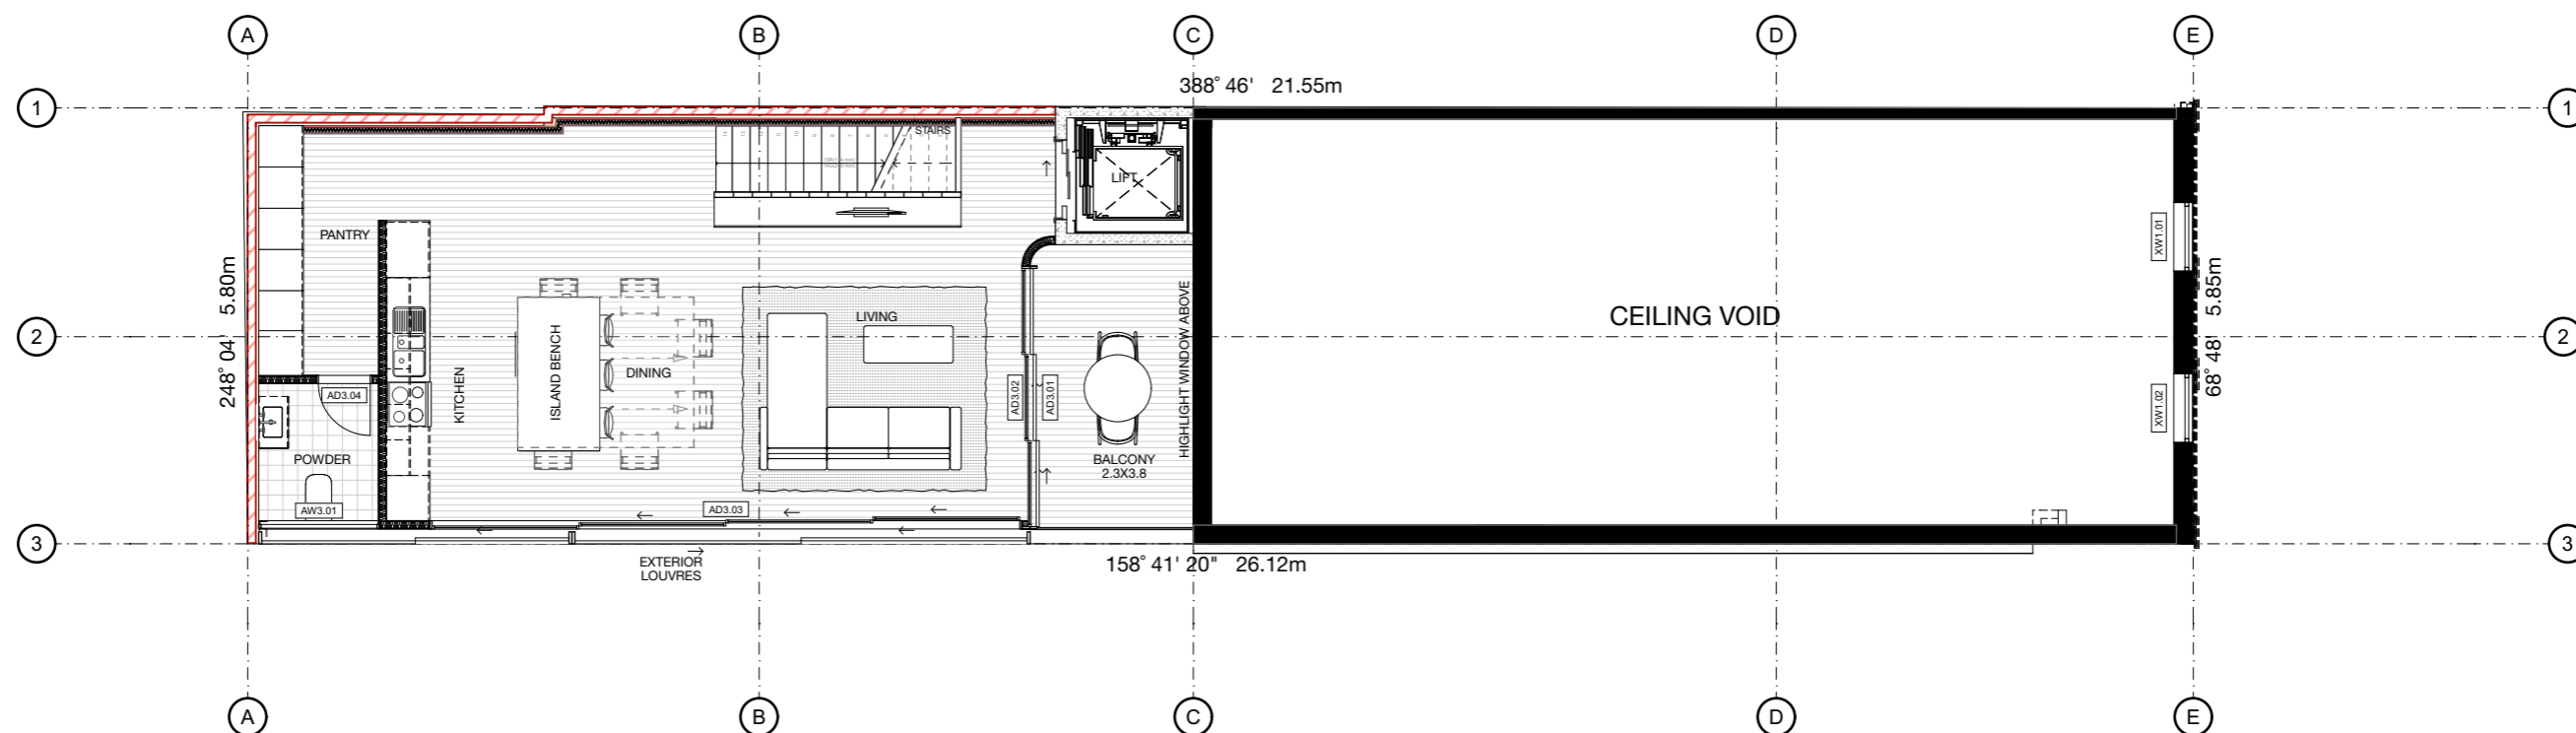 A B C D E
388° 46' 21.55m
1 1
STAIRS
LIFT
PANTRY
XW1.01
248° 04' 5.80m
HIGHLIGHT WINDOW ABOVE
68° 48' 5.85m
CEILING VOID
LIVING
2 2
ISLAND BENCH
DINING
KITCHEN
AD3.04
AD3.02
AD3.01
XW1.02
POWDER
BALCONY
2.3X3.8
AW3.01
AD3.03
3 3
EXTERIOR
LOUVRES
158° 41' 20" 26.12m
A B C D E